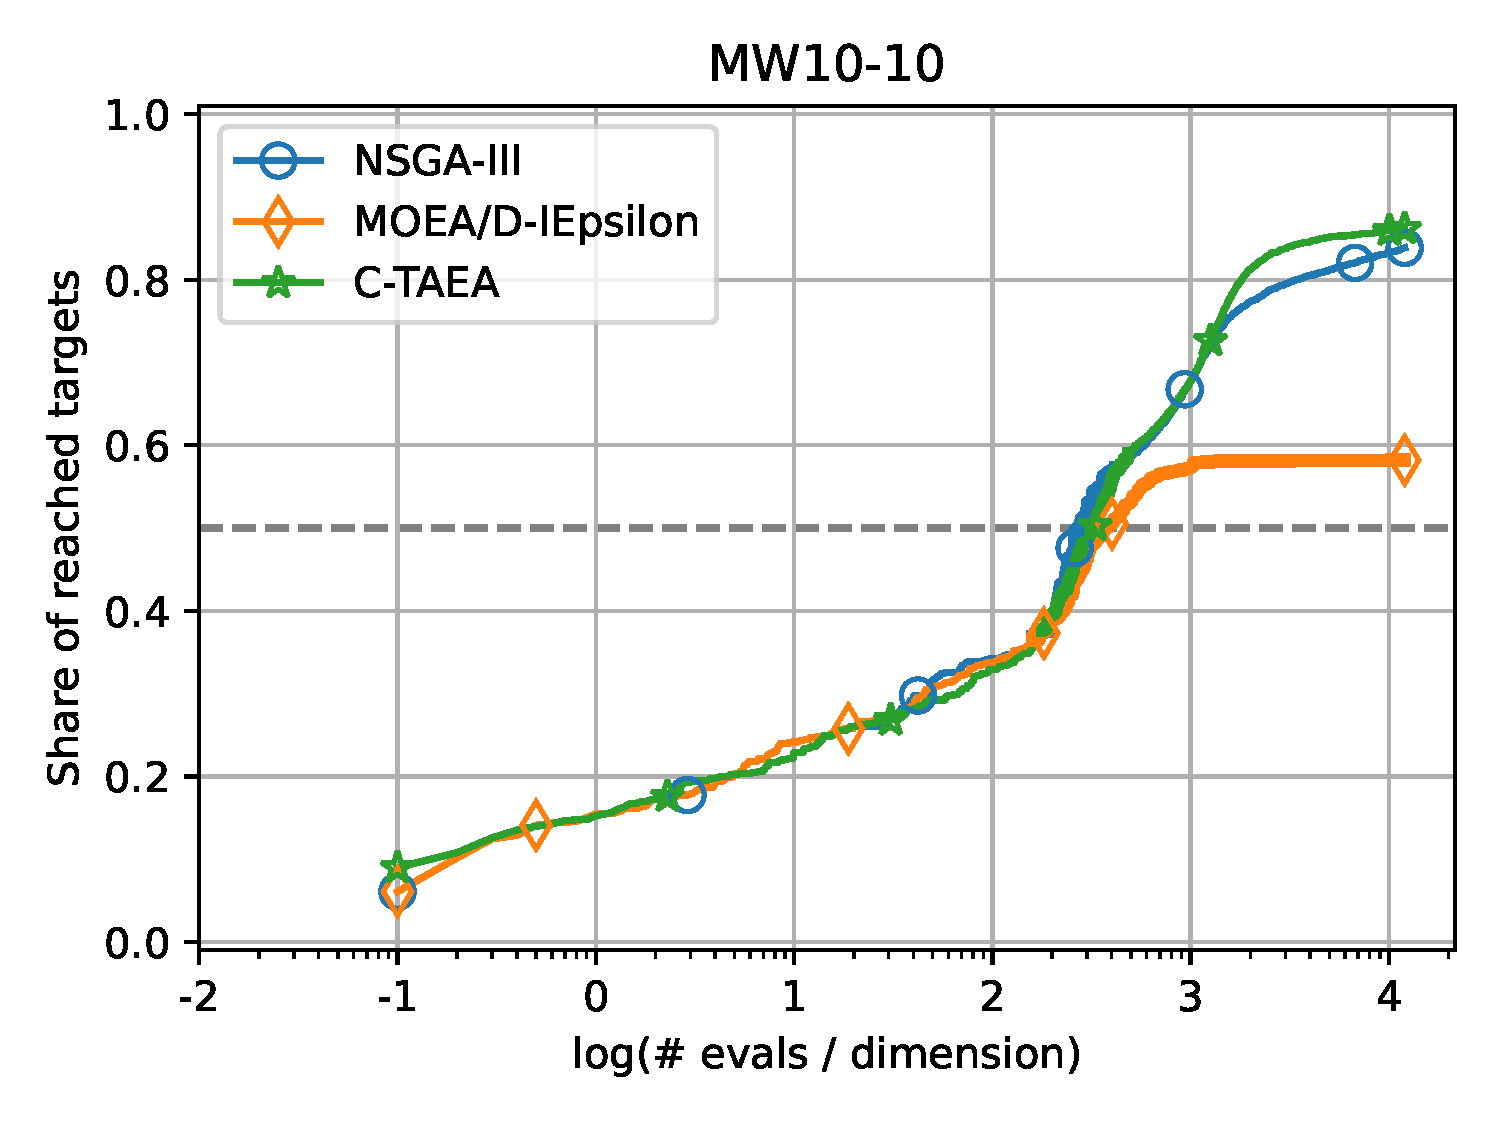 MW10-10
1.0
0.8
0.6
0.4
0.2
0.0
Share of reached targets
NSGA-III
MOEA/D-IEpsilon
C-TAEA
-2 -1 0 1 2 3 4
log(# evals / dimension)